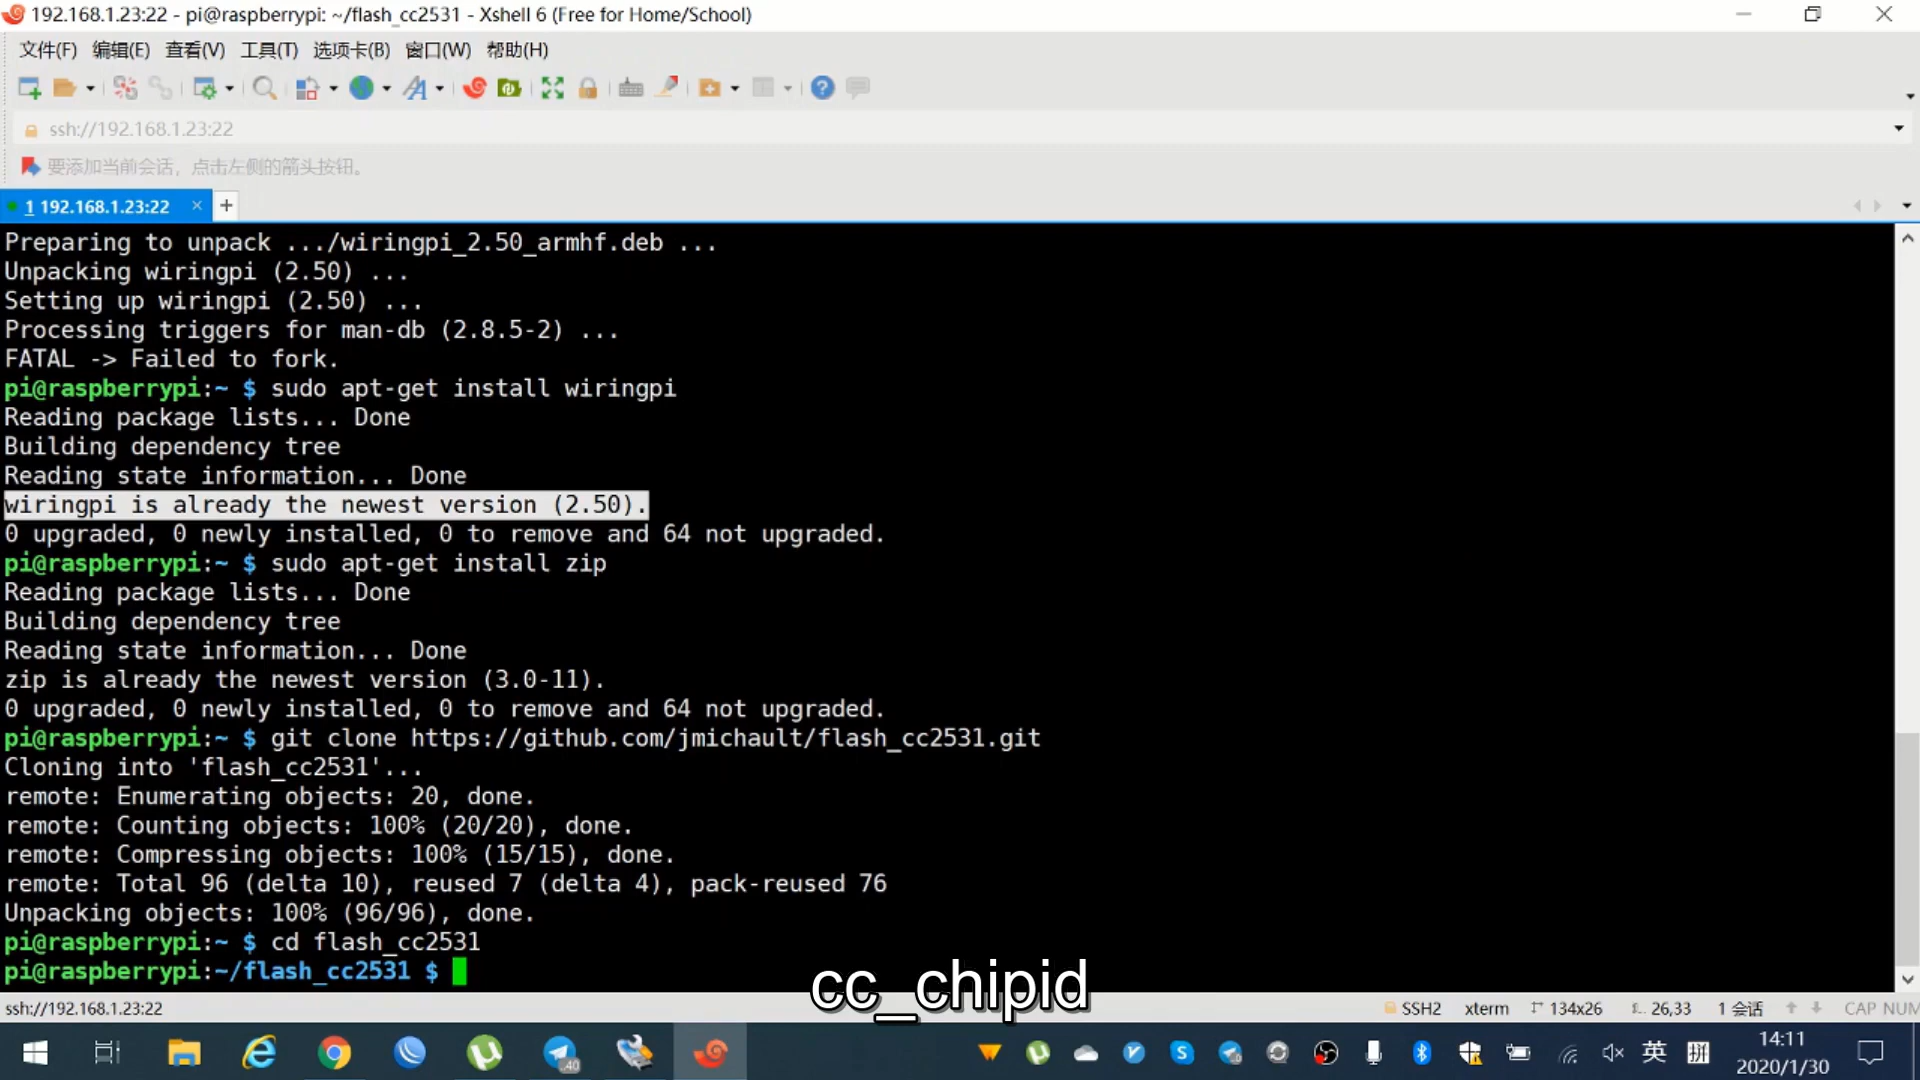 192.168.1.23:22 - pi@raspberrypi: ~/flash_cc2531 - Xshell 6 (Free for Home/School)
文件(F) 编辑(E) 查看(V) 工具(T) 选项卡(B) 窗口(W) 帮助(H)
ssh://192.168.1.23:22
要添加当前会话，点击左侧的箭头按钮。
1 192.168.1.23:22
Preparing to unpack .../wiringpi_2.50_armhf.deb ...
Unpacking wiringpi (2.50) ...
Setting up wiringpi (2.50) ...
Processing triggers for man-db (2.8.5-2) ...
FATAL -> Failed to fork.
pi@raspberrypi:~ $ sudo apt-get install wiringpi
Reading package lists... Done
Building dependency tree
Reading state information... Done
wiringpi is already the newest version (2.50).
0 upgraded, 0 newly installed, 0 to remove and 64 not upgraded.
pi@raspberrypi:~ $ sudo apt-get install zip
Reading package lists... Done
Building dependency tree
Reading state information... Done
zip is already the newest version (3.0-11).
0 upgraded, 0 newly installed, 0 to remove and 64 not upgraded.
pi@raspberrypi:~ $ git clone https://github.com/jmichault/flash_cc2531.git
Cloning into 'flash_cc2531'...
remote: Enumerating objects: 20, done.
remote: Counting objects: 100% (20/20), done.
remote: Compressing objects: 100% (15/15), done.
remote: Total 96 (delta 10), reused 7 (delta 4), pack-reused 76
Unpacking objects: 100% (96/96), done.
pi@raspberrypi:~ $ cd flash_cc2531
pi@raspberrypi:~/flash_cc2531 $
cc_chipid
ssh://192.168.1.23:22 SSH2 xterm 134x26 26,33 1 会话 CAP NUM
40 英 拼 14:11
2020/1/30